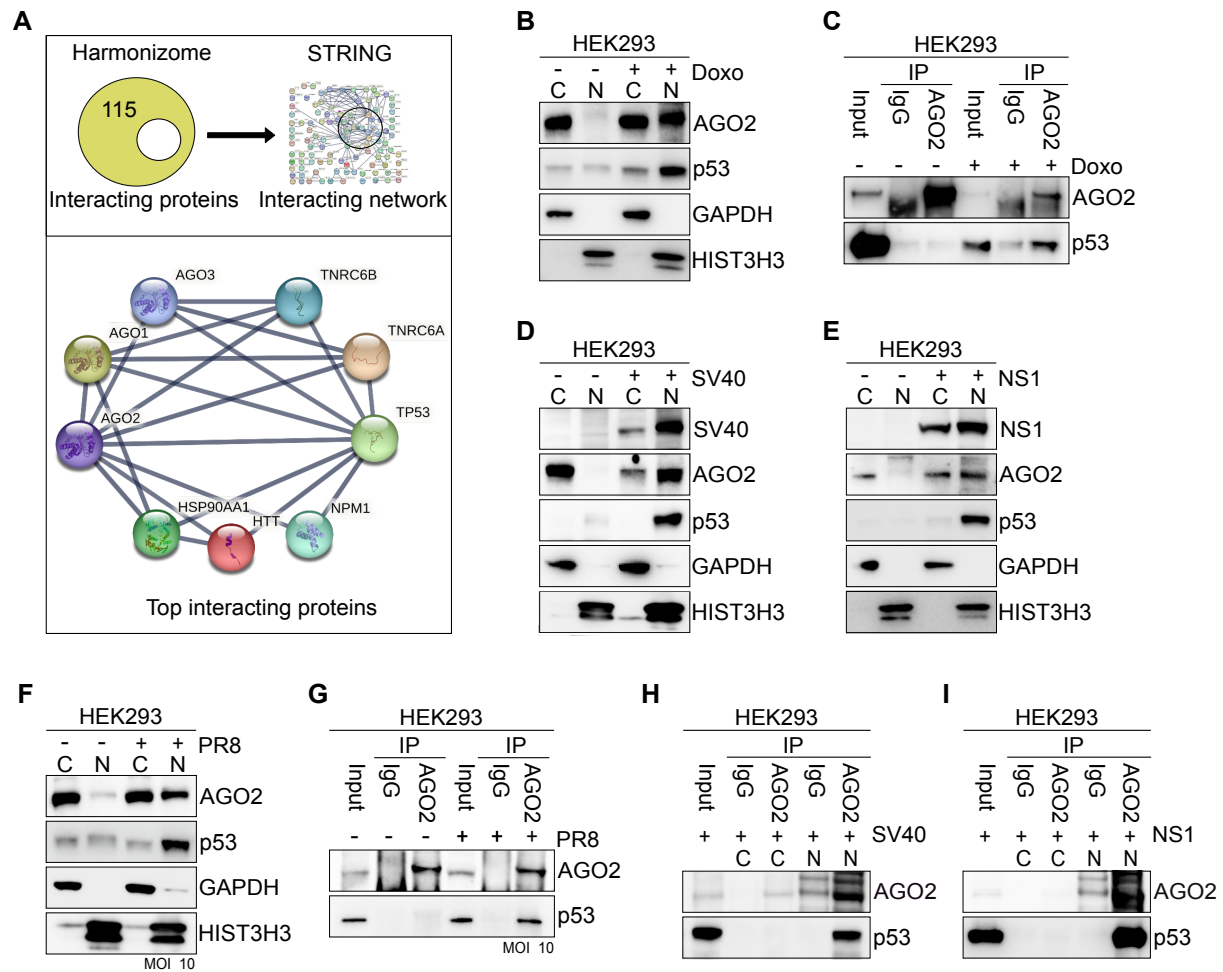 A
Harmonizome
STRING
115
Interacting proteins
Interacting network
AGO3
TNRC6B
AGO1
TNRC6A
AGO2
TP53
HSP90AA1
HTT
NPM1
Top interacting proteins
B
HEK293
- - + + Doxo
C N C N
AGO2
p53
GAPDH
HIST3H3
C
HEK293
IP IP
Input IgG AGO2 Input IgG AGO2
- - - + + + Doxo
AGO2
p53
D
HEK293
- - + + SV40
C N C N
SV40
AGO2
p53
GAPDH
HIST3H3
E
HEK293
- - + + NS1
C N C N
NS1
AGO2
p53
GAPDH
HIST3H3
F
HEK293
- - + + PR8
C N C N
AGO2
p53
GAPDH
HIST3H3
MOI 10
G
HEK293
IP IP
Input IgG AGO2 Input IgG AGO2
- - - + + + PR8
AGO2
p53
MOI 10
H
HEK293
IP
Input IgG AGO2 IgG AGO2
+ + + + + SV40
C C N N
AGO2
p53
I
HEK293
IP
Input IgG AGO2 IgG AGO2
+ + + + + NS1
C C N N
AGO2
p53